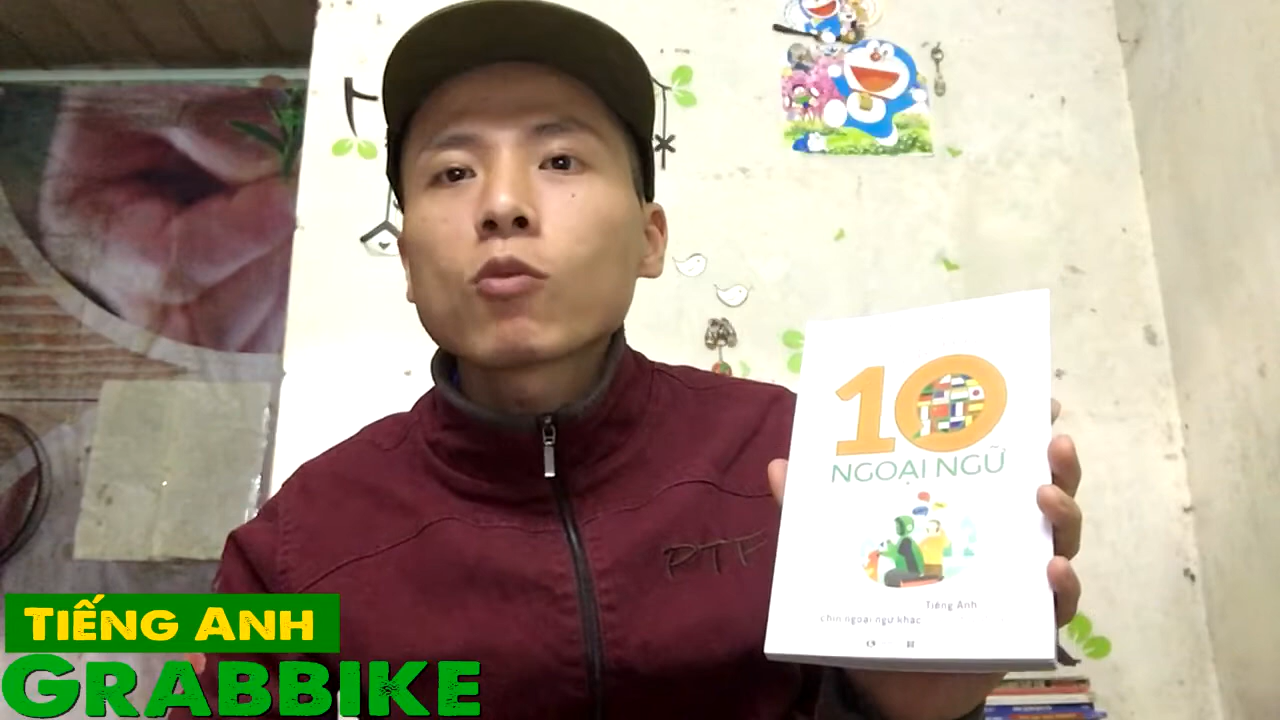 PTF
10
NGOẠI NGỮ
Tiếng Anh
chín ngoại ngữ khác
TIẾNG ANH
GRABBIKE